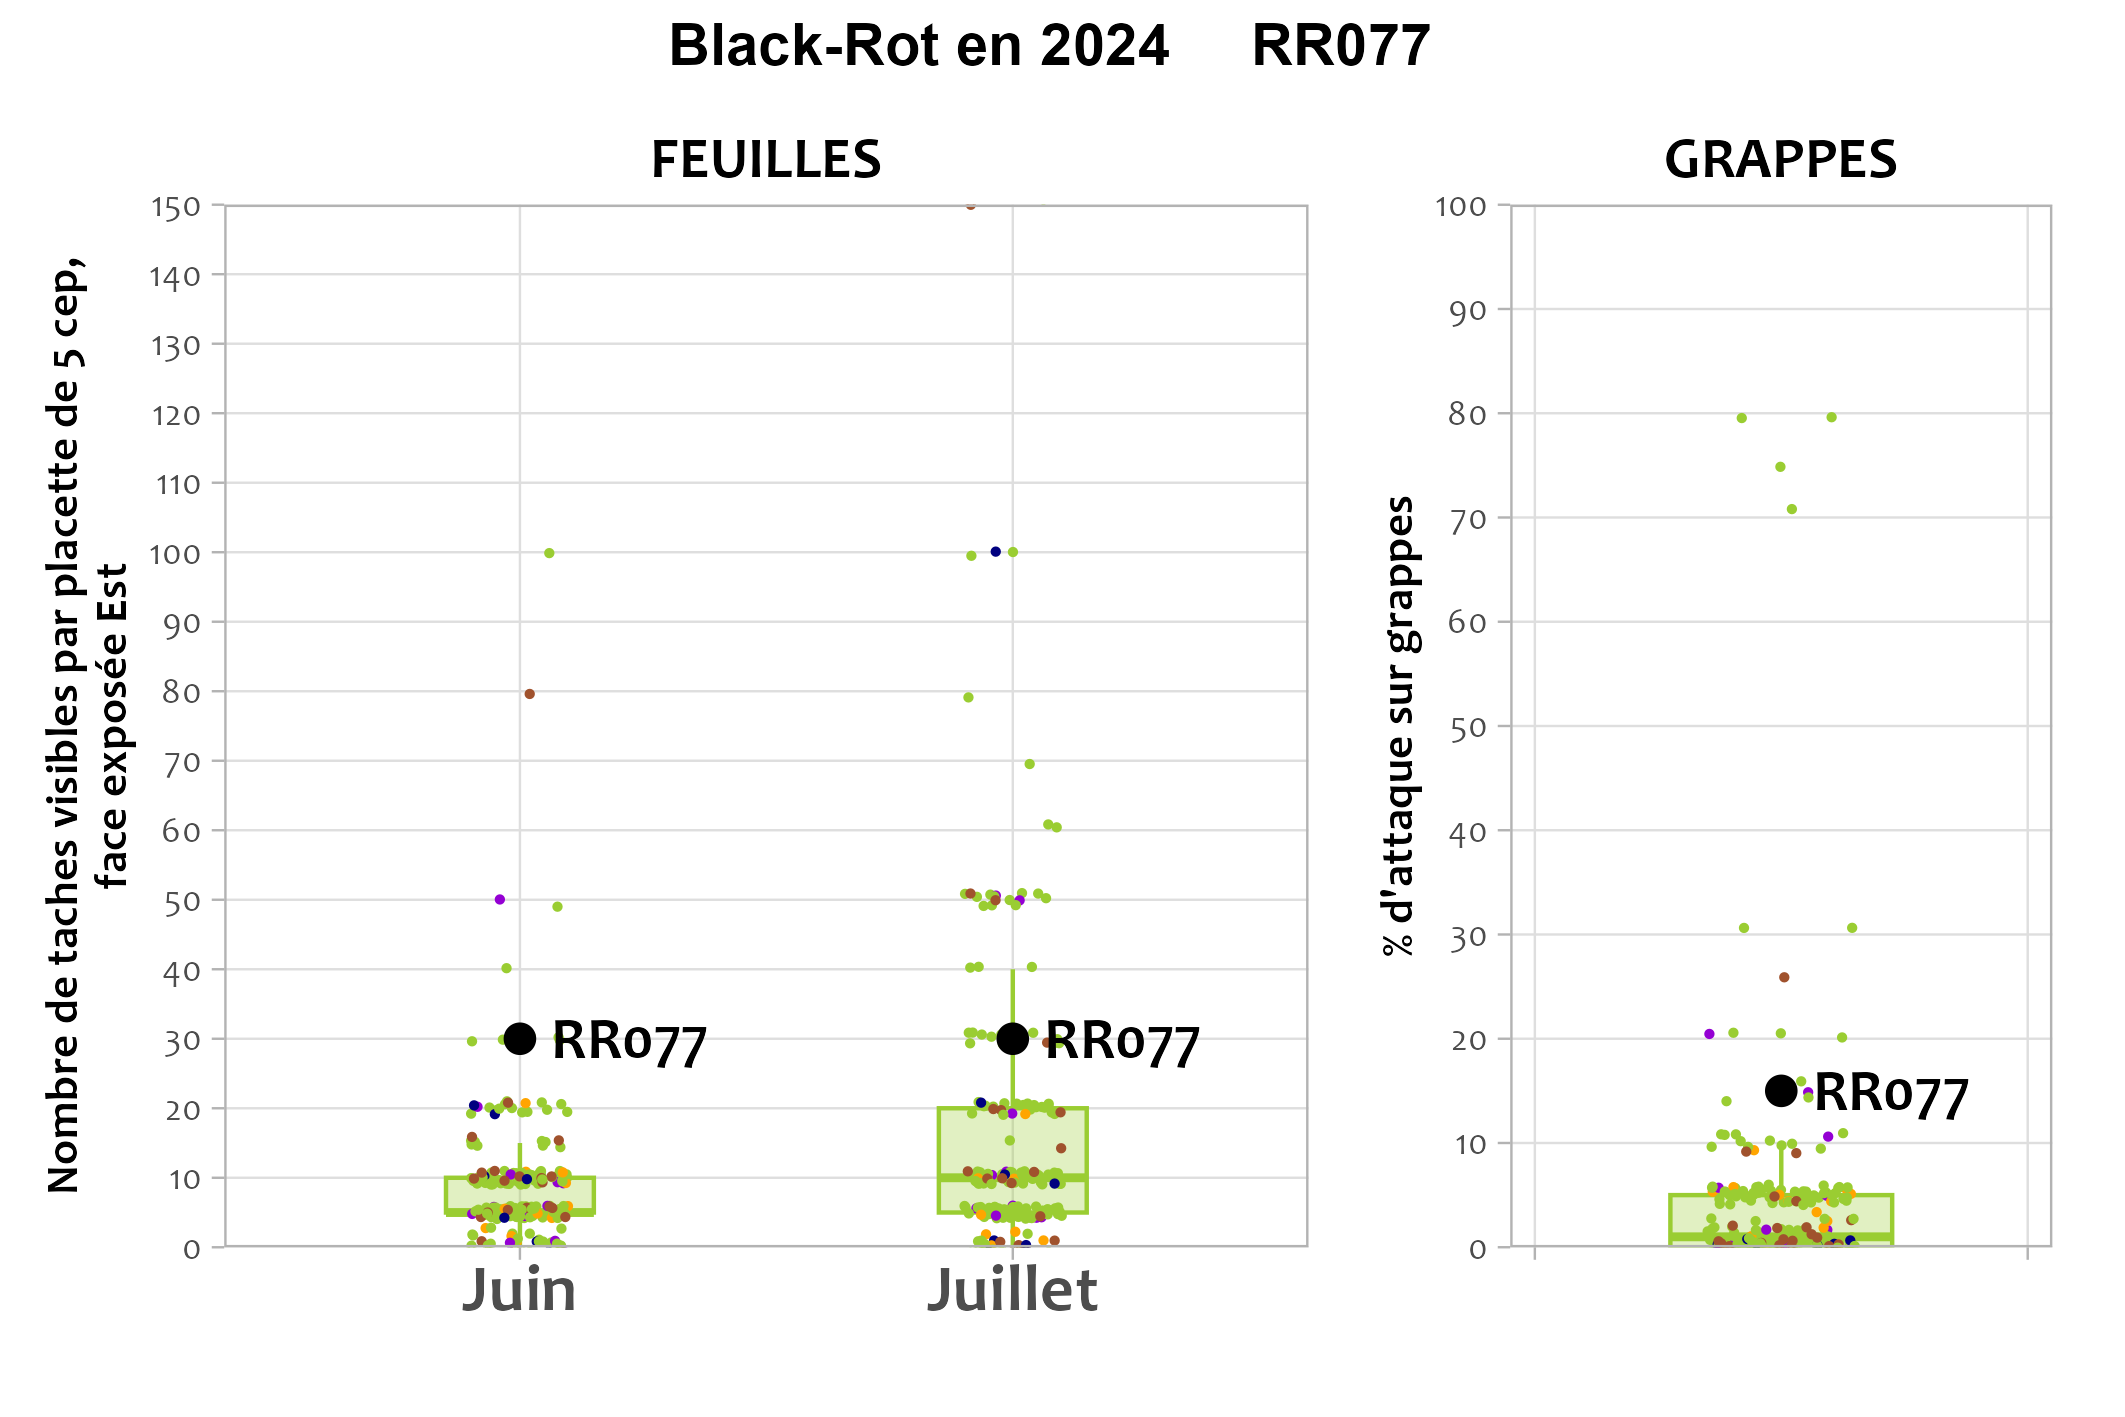 Black-Rot en 2024 RR077
FEUILLES
GRAPPES
Nombre de taches visibles par placette de 5 cep,
face exposée Est
150
140
130
120
110
100
90
80
70
60
50
40
30
20
10
0
RR077
RR077
Juin
Juillet
% d'attaque sur grappes
100
90
80
70
60
50
40
30
20
10
0
RR077